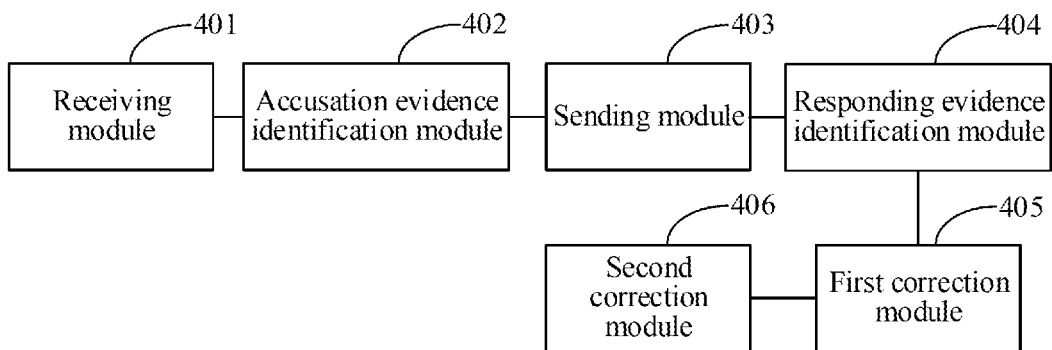 401
402
403
404
Receiving
module
Accusation evidence
identification module
Sending module
Responding evidence
identification module
406
405
Second
correction
module
First correction
module